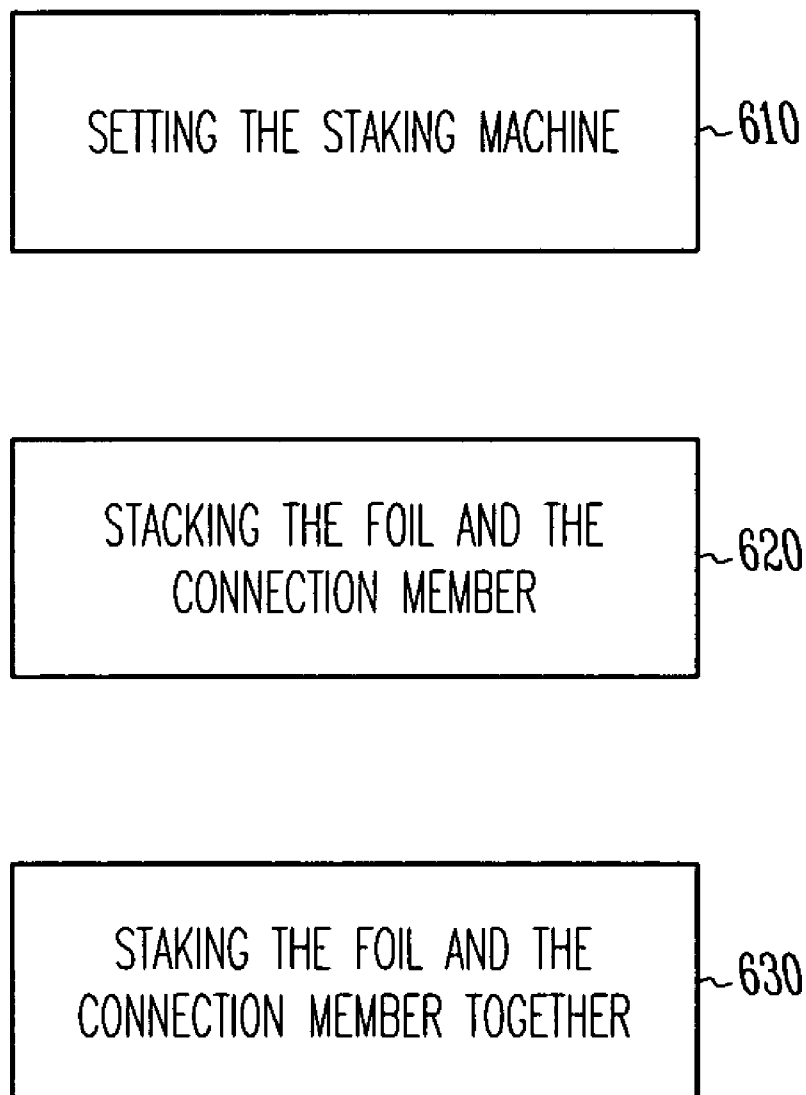 SETTING THE STAKING MACHINE
610
STACKING THE FOIL AND THE
CONNECTION MEMBER
620
STAKING THE FOIL AND THE
CONNECTION MEMBER TOGETHER
630